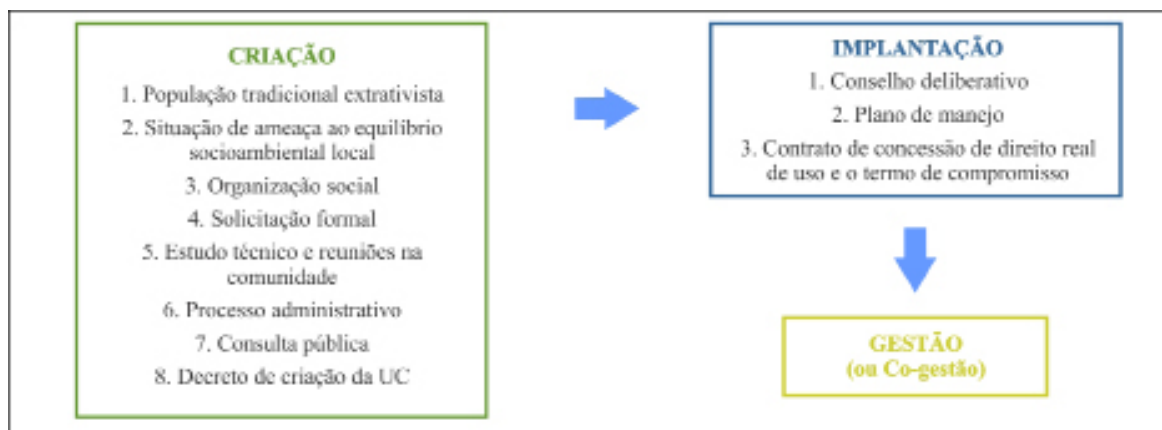 CRIAÇÃO
1. População tradicional extrativista
2. Situação de ameaça ao equilíbrio
socioambiental local
3. Organização social
4. Solicitação formal
5. Estudo técnico e reuniões na
comunidade
6. Processo administrativo
7. Consulta pública
8. Decreto de criação da UC
IMPLANTAÇÃO
1. Conselho deliberativo
2. Plano de manejo
3. Contrato de concessão de direito real
de uso e o termo de compromisso
GESTÃO
(ou Co-gestão)